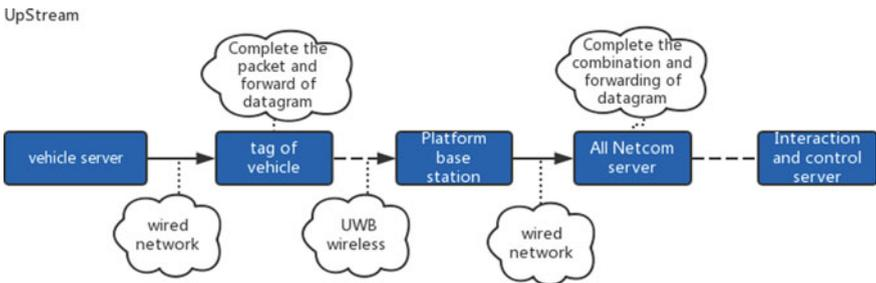 UpStream
Complete the
packet and
forward of
datagram
Complete the
combination and
forwarding of
datagram
vehicle server
tag of
vehicle
Platform
base
station
All Netcom
server
Interaction
and control
server
wired
network
UWB
wireless
wired
network